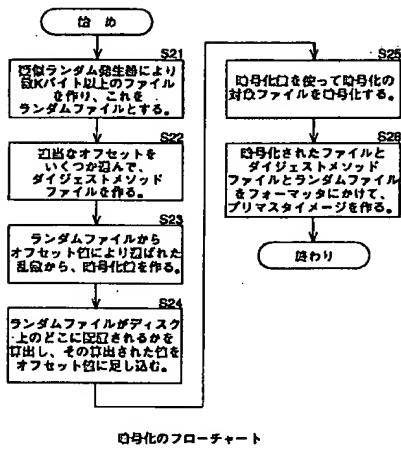 始め
S21
疑似ランダム発生器により
数Kバイト以上のファイル
を作り、これを
ランダムファイルとする。
S22
適当なオフセットを
いくつか選んで、
ダイジェストメソッド
ファイルを作る。
S23
ランダムファイルから
オフセット値により選ばれた
乱数から、暗号化鍵を作る。
S24
ランダムファイルがディスク
上のどこに配置されるかを
算出し、その算出された値を
オフセット値に足し込む。
S25
暗号化鍵を使って暗号化の
対象ファイルを暗号化する。
S26
暗号化されたファイルと
ダイジェストメソッド
ファイルとランダムファイル
をフォーマッタにかけて、
プリマスタイメージを作る。
終わり
暗号化のフローチャート